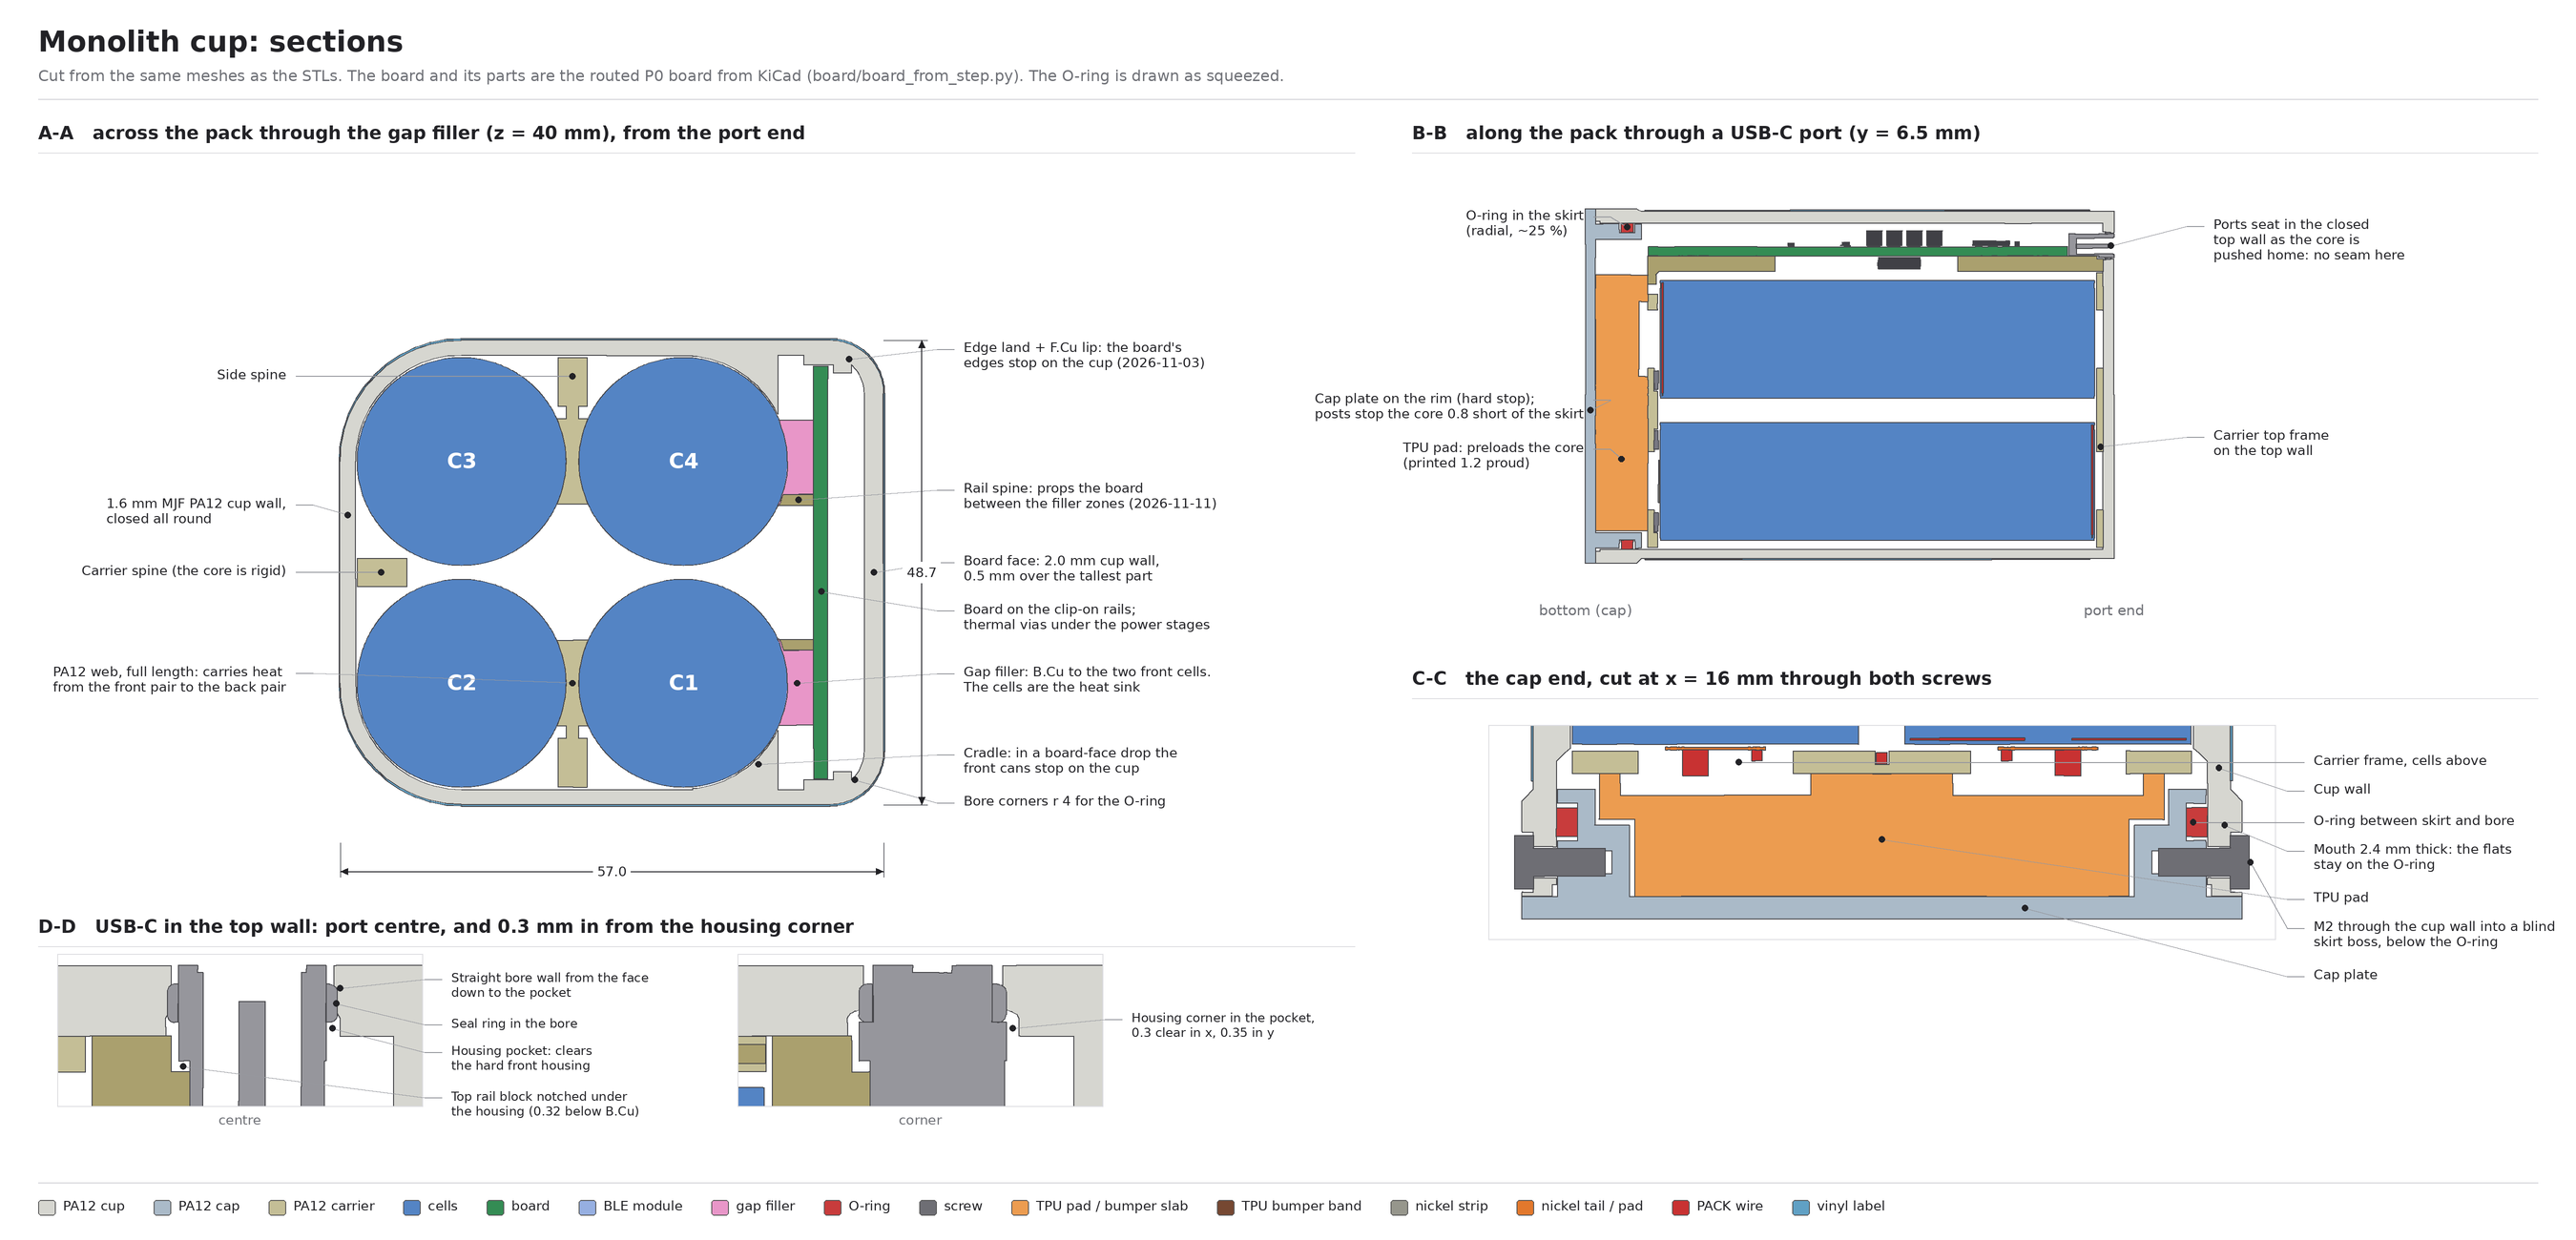 Monolith cup: sections
Cut from the same meshes as the STLs. The board and its parts are the routed P0 board from KiCad (board/board_from_step.py). The O-ring is drawn as squeezed.
A-A across the pack through the gap filler (z = 40 mm), from the port end
Side spine
1.6 mm MJF PA12 cup wall,
closed all round
Carrier spine (the core is rigid)
PA12 web, full length: carries heat
from the front pair to the back pair
C3
C4
C2
C1
Edge land + F.Cu lip: the board's
edges stop on the cup (2026-11-03)
Rail spine: props the board
between the filler zones (2026-11-11)
Board face: 2.0 mm cup wall,
0.5 mm over the tallest part
48.7
Board on the clip-on rails;
thermal vias under the power stages
Gap filler: B.Cu to the two front cells.
The cells are the heat sink
Cradle: in a board-face drop the
front cans stop on the cup
Bore corners r 4 for the O-ring
57.0
B-B along the pack through a USB-C port (y = 6.5 mm)
O-ring in the skirt
(radial, ~25 %)
Cap plate on the rim (hard stop);
posts stop the core 0.8 short of the skirt
TPU pad: preloads the core
(printed 1.2 proud)
Ports seat in the closed
top wall as the core is
pushed home: no seam here
Carrier top frame
on the top wall
bottom (cap)
port end
C-C the cap end, cut at x = 16 mm through both screws
Carrier frame, cells above
Cup wall
O-ring between skirt and bore
Mouth 2.4 mm thick: the flats
stay on the O-ring
TPU pad
M2 through the cup wall into a blind
skirt boss, below the O-ring
Cap plate
D-D USB-C in the top wall: port centre, and 0.3 mm in from the housing corner
Straight bore wall from the face
down to the pocket
Seal ring in the bore
Housing pocket: clears
the hard front housing
Top rail block notched under
the housing (0.32 below B.Cu)
centre
Housing corner in the pocket,
0.3 clear in x, 0.35 in y
corner
PA12 cup
PA12 cap
PA12 carrier
cells
board
BLE module
gap filler
O-ring
screw
TPU pad / bumper slab
TPU bumper band
nickel strip
nickel tail / pad
PACK wire
vinyl label